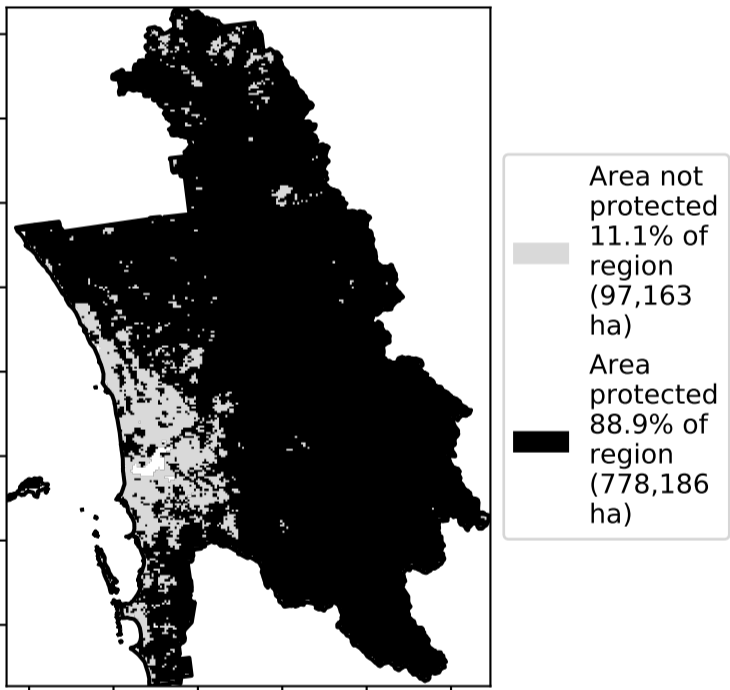 Area not
protected
11.1% of
region
(97,163
ha)
Area
protected
88.9% of
region
(778,186
ha)